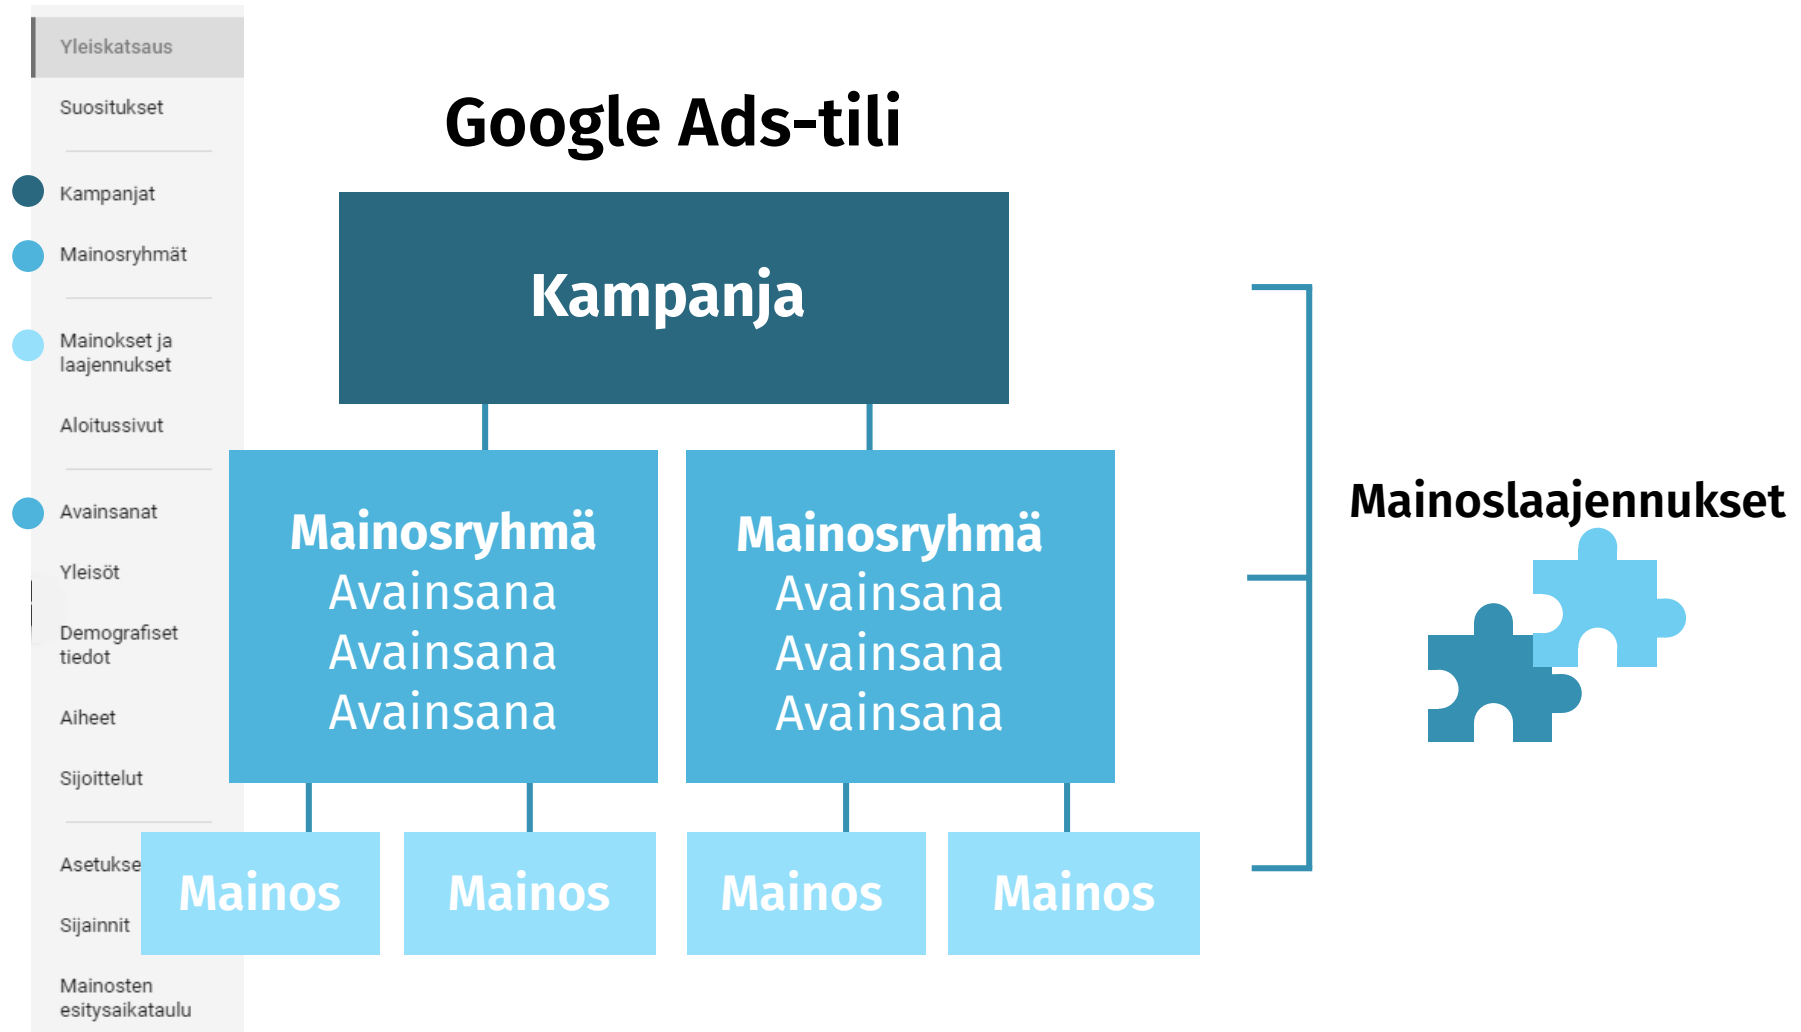 Yleiskatsaus
Suositukset
Kampanjat
Mainosryhmät
Mainokset ja
laajennukset
Aloitussivut
Avainsanat
Yleisöt
Demografiset
tiedot
Aiheet
Sijoittelut
Asetukse
Sijainnit
Mainosten
esitysaikataulu
Google Ads-tili
Kampanja
Mainosryhmä
Avainsana
Avainsana
Avainsana
Mainosryhmä
Avainsana
Avainsana
Avainsana
Mainos
Mainos
Mainos
Mainos
Mainoslaajennukset